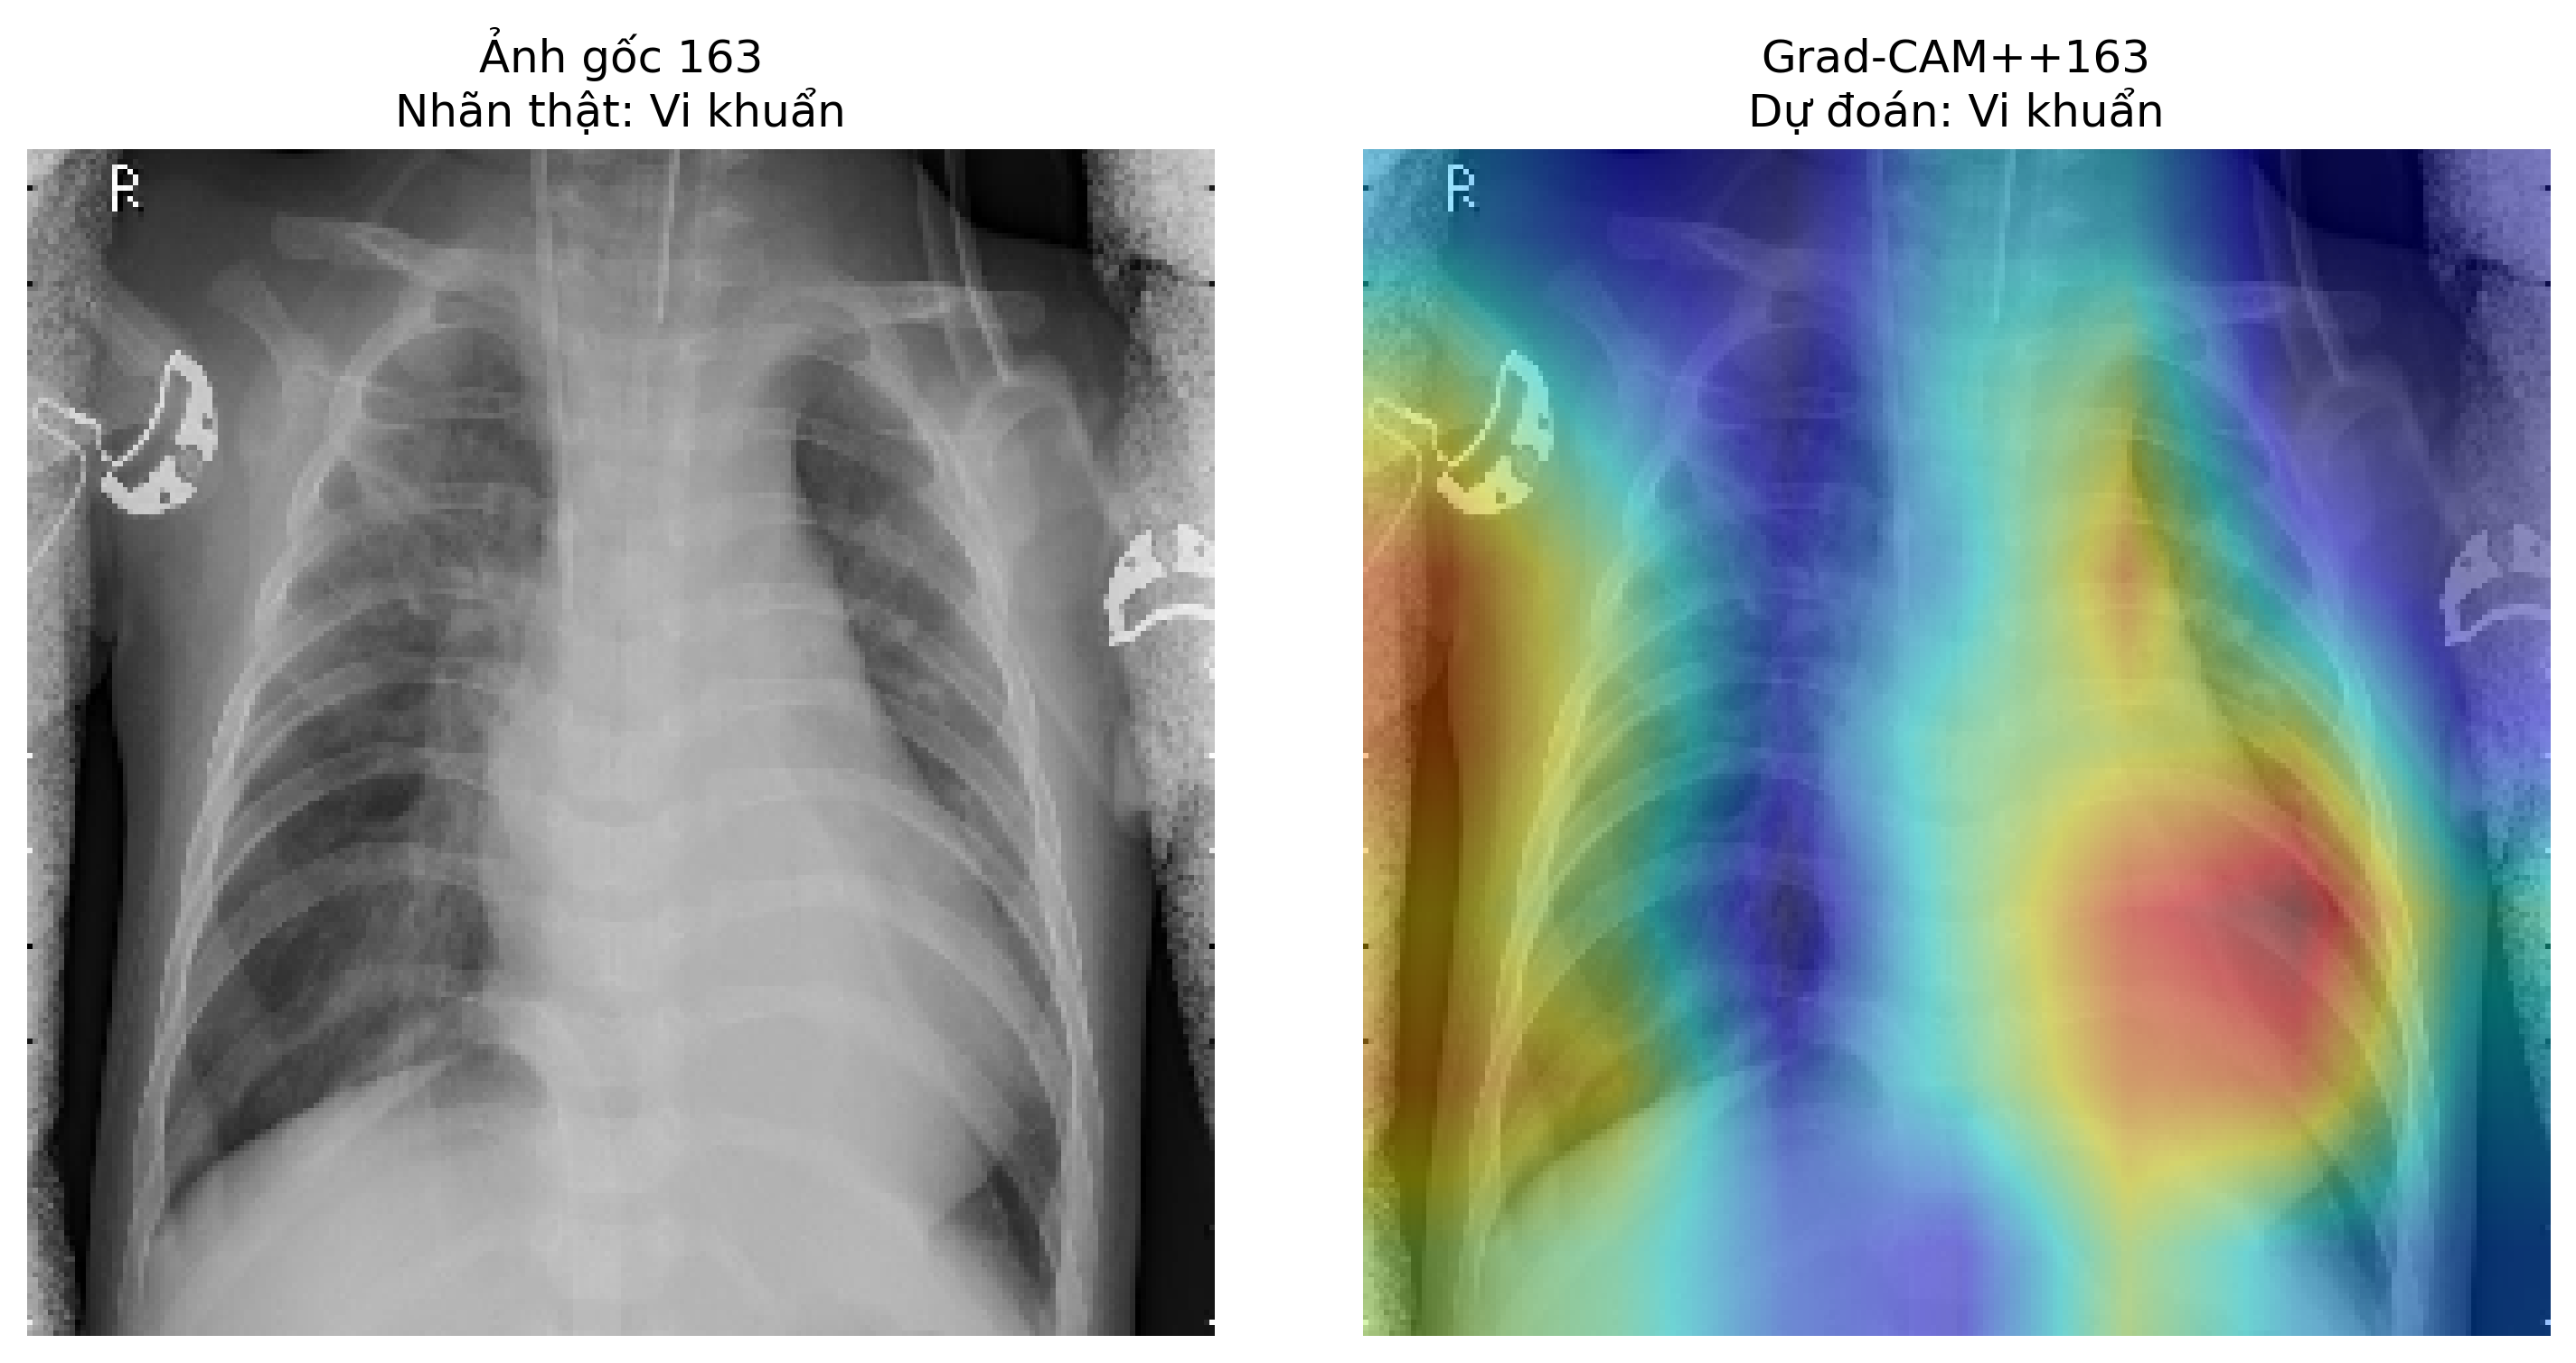 Ảnh gốc 163
Nhãn thật: Vi khuẩn
R
Grad-CAM++163
Dự đoán: Vi khuẩn
R